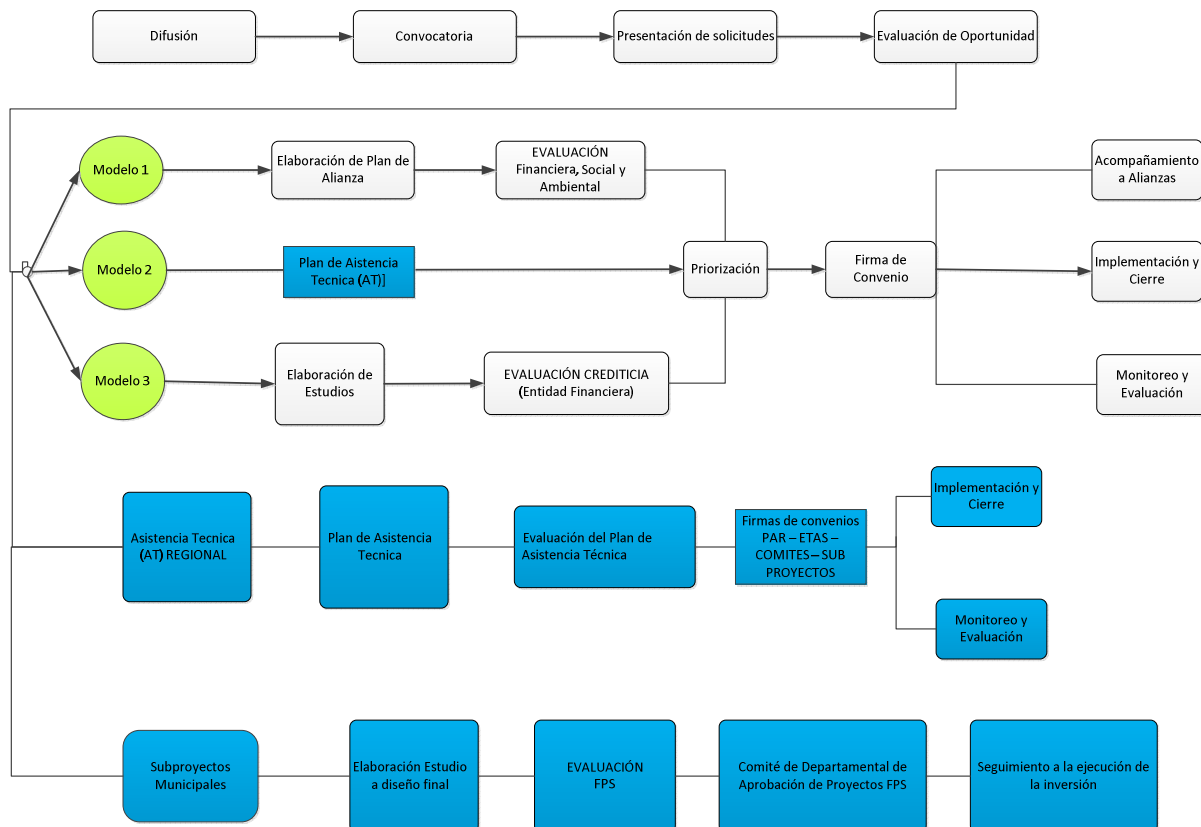 Difusión
Convocatoria
Presentación de solicitudes
Evaluación de Oportunidad
Modelo 1
Elaboración de Plan de
Alianza
EVALUACIÓN
Financiera, Social y
Ambiental
Acompañamiento
a Alianzas
Modelo 2
Plan de Aistencia
Tecnica (AT)]
Priorización
Firma de
Convenio
Implementación y
Cierre
Modelo 3
Elaboración de
Estudios
EVALUACIÓN CREDITICIA
(Entidad Financiera)
Monitoreo y
Evaluación
Asistencia Tecnica
(AT) REGIONAL
Plan de Asistencia
Tecnica
Evaluación del Plan de
Asistencia Técnica
Firmas de convenios
PAR – ETAS –
COMITES – SUB
PROYECTOS
Implementación y
Cierre
Monitoreo y
Evaluación
Subproyectos
Municipales
Elaboración Estudio
a diseño final
EVALUACIÓN
FPS
Comité de Departamental de
Aprobación de Proyectos FPS
Seguimiento a la ejecución de
la inversión